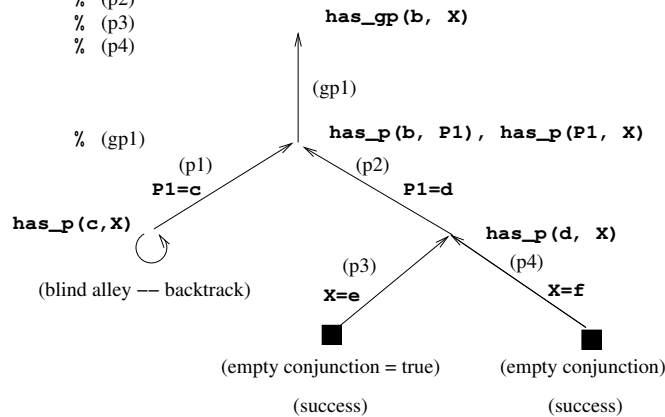 % (p2)
has_gp(b, X)
% (p3)
% (p4)
(gp1)
% (gp1)
has_p(b, P1), has_p(P1, X)
(p1)
(p2)
P1=c
P1=d
has_p(c,X)
has_p(d, X)
(p3)
(p4)
(blind alley −− backtrack)
X=e
X=f
(empty conjunction = true)
(empty conjunction)
(success)
(success)